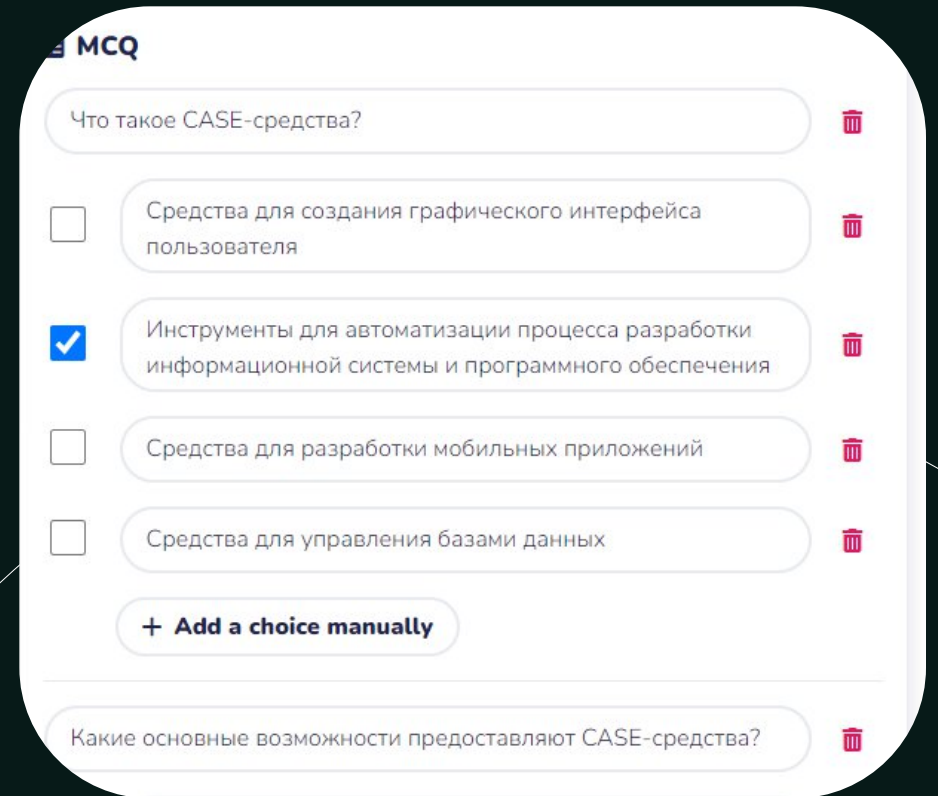 MCQ
Что такое CASE-средства?
Средства для создания графического интерфейса
пользователя
Инструменты для автоматизации процесса разработки
информационной системы и программного обеспечения
Средства для разработки мобильных приложений
Средства для управления базами данных
+ Add a choice manually
Какие основные возможности предоставляют CASE-средства?